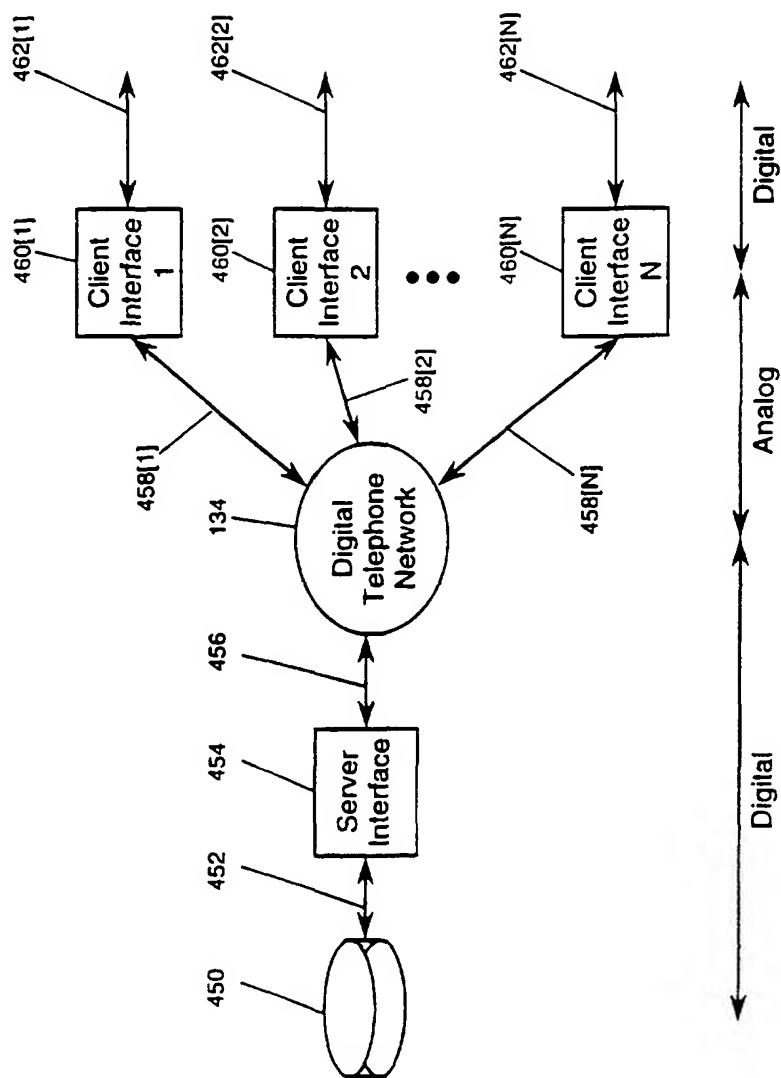 462[1]
462[2]
462[N]
460[1]
460[2]
460[N]
Client
Interface
1
Client
Interface
2
Client
Interface
N
458[1]
458[2]
458[N]
134
Digital
Telephone
Network
456
454
Server
Interface
452
450
Digital
Analog
Digital